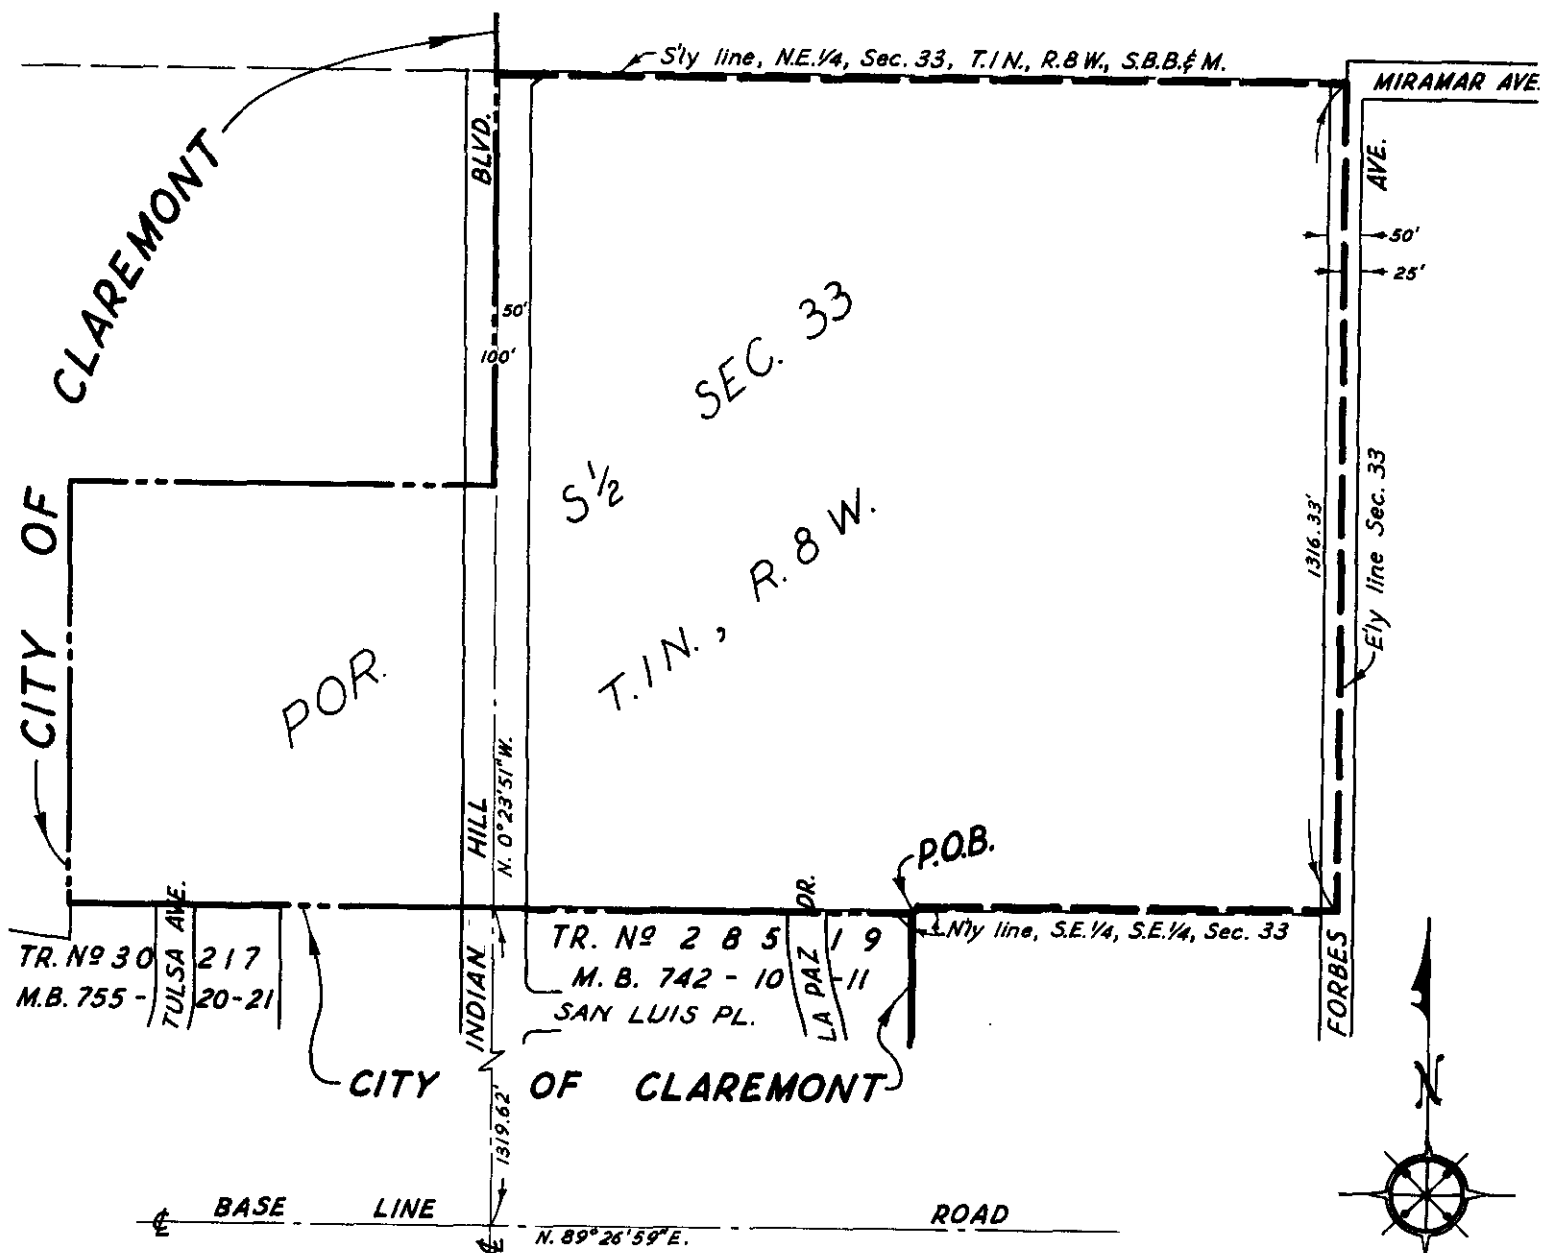 S'ly line, N.E.1/4, Sec. 33, T.1N., R.8W., S.B.B.& M.
MIRAMAR AVE.
CITY OF CLAREMONT
BLVD.
AVE.
50'
25'
50'
100'
SEC. 33
S 1/2
T.1N., R. 8 W.
POR.
1316.33'
E'ly line Sec. 33
N. 0°23'51"W.
INDIAN HILL
P.O.B.
N'ly line, S.E.1/4, S.E.1/4, Sec. 33
TULSA AVE.
TR. Nº 30217
M.B. 755 - 20-21
LA PAZ DR.
TR. Nº 28519
M. B. 742 - 10 -11
SAN LUIS PL.
FORBES
CITY OF CLAREMONT
1319.62'
N
℄ BASE LINE ROAD
℄ N. 89°26'59"E.